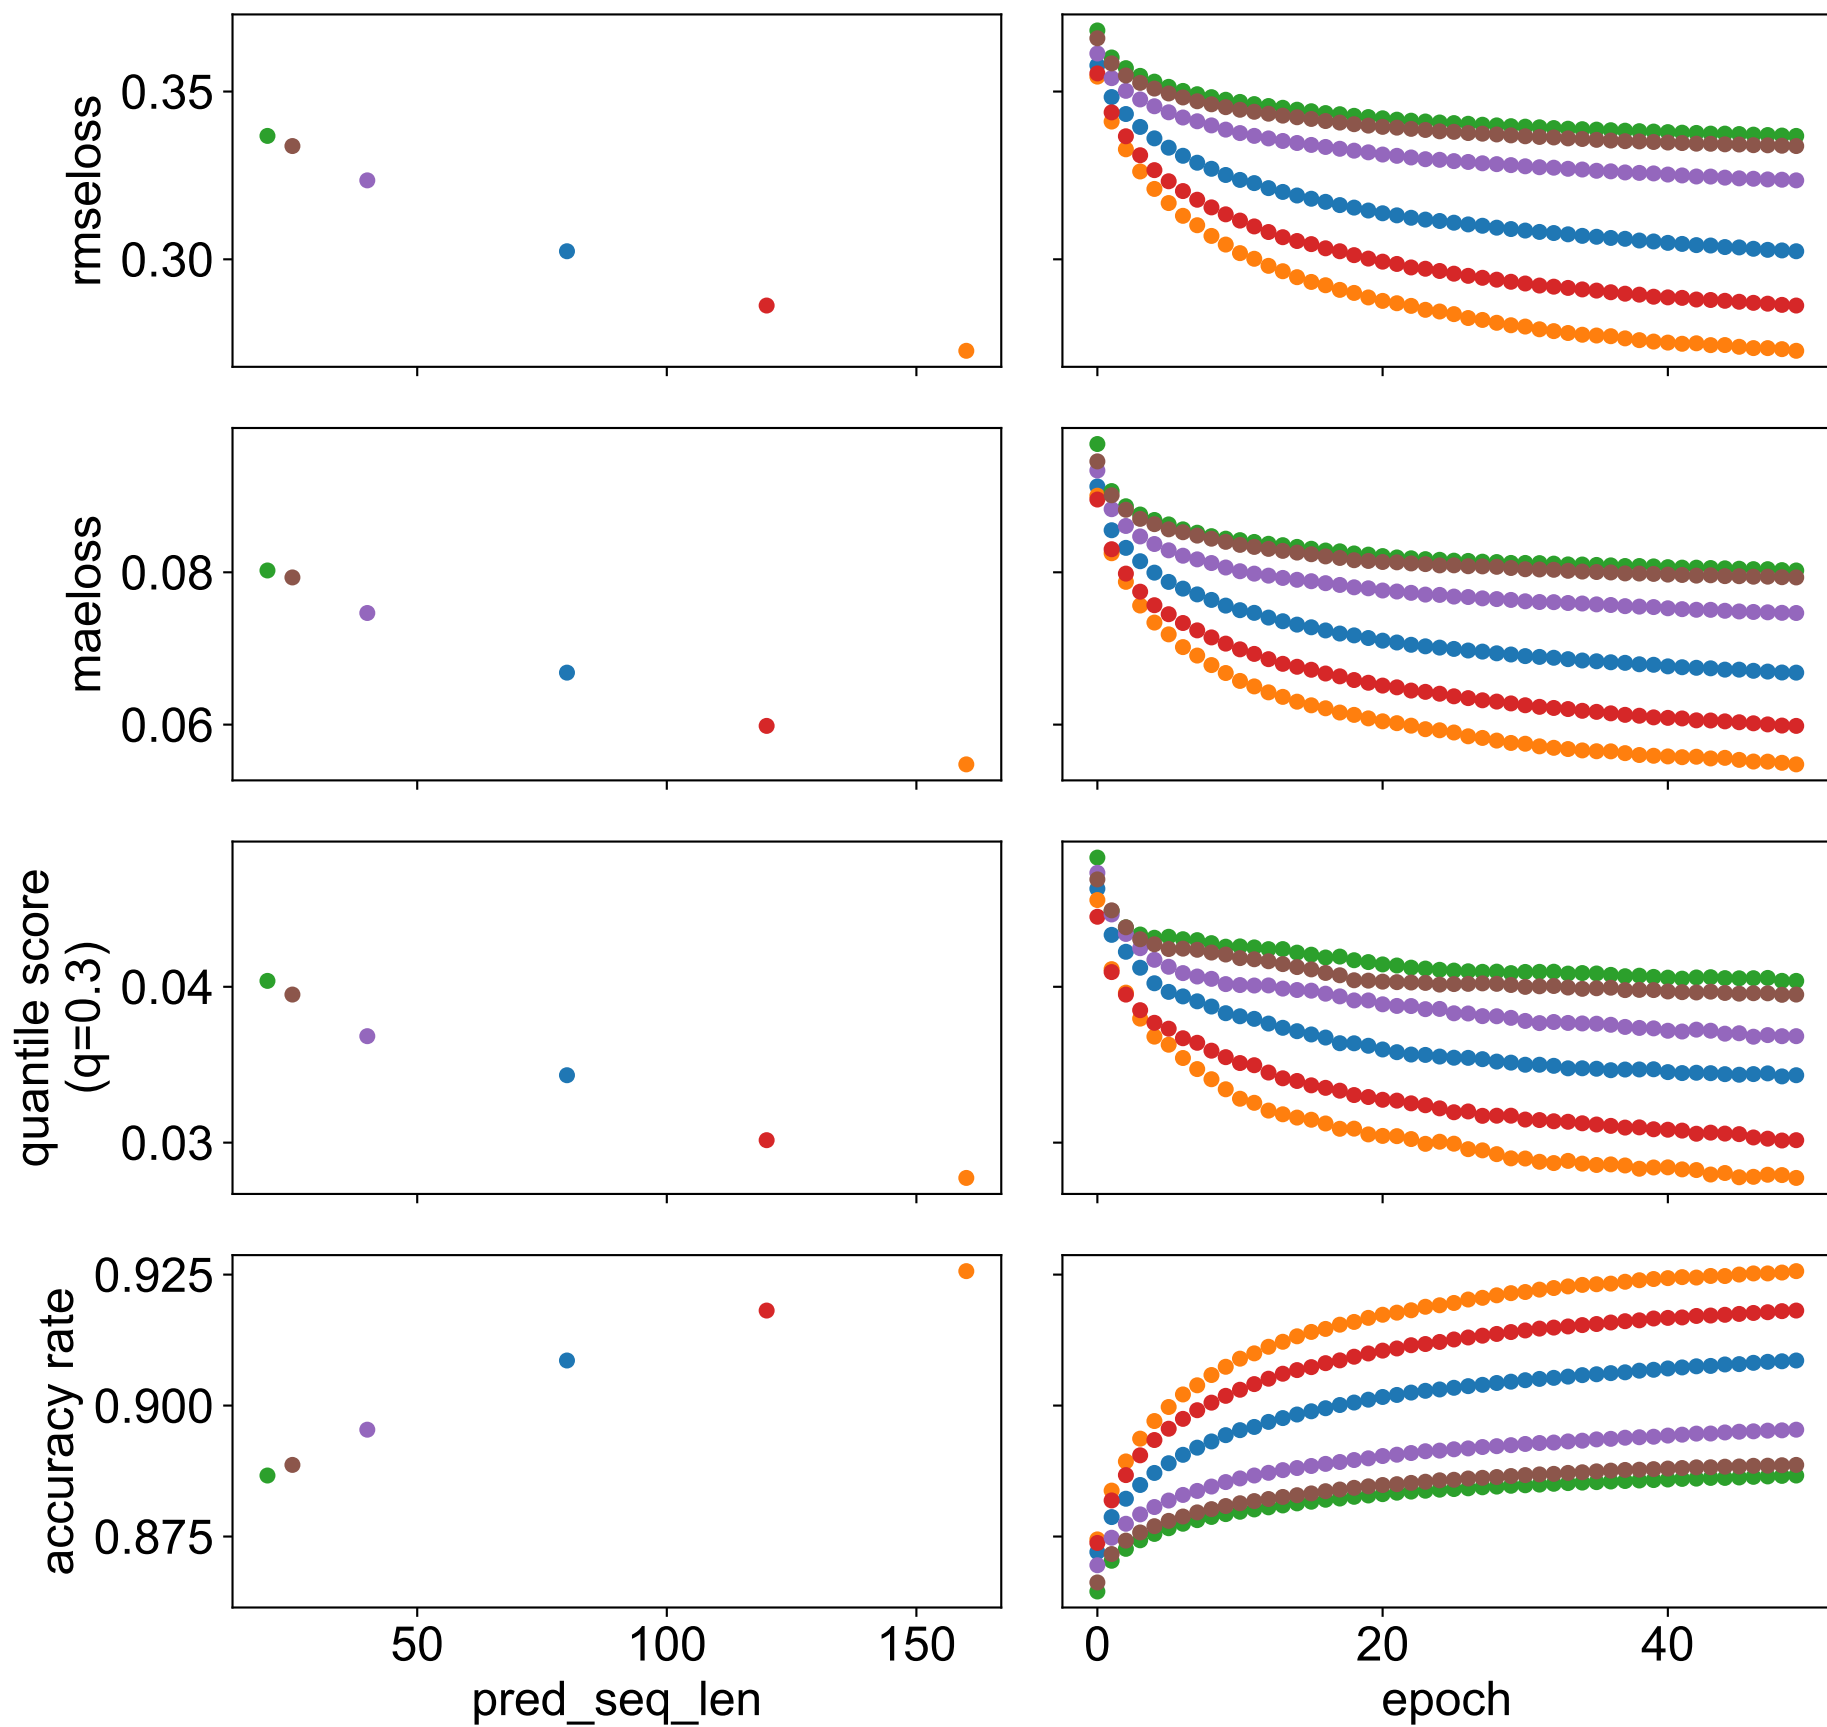 rmseloss
0.35
0.30
maeloss
0.08
0.06
quantile score
(q=0.3)
0.04
0.03
accuracy rate
0.925
0.900
0.875
50 100 150
pred_seq_len
0 20 40
epoch